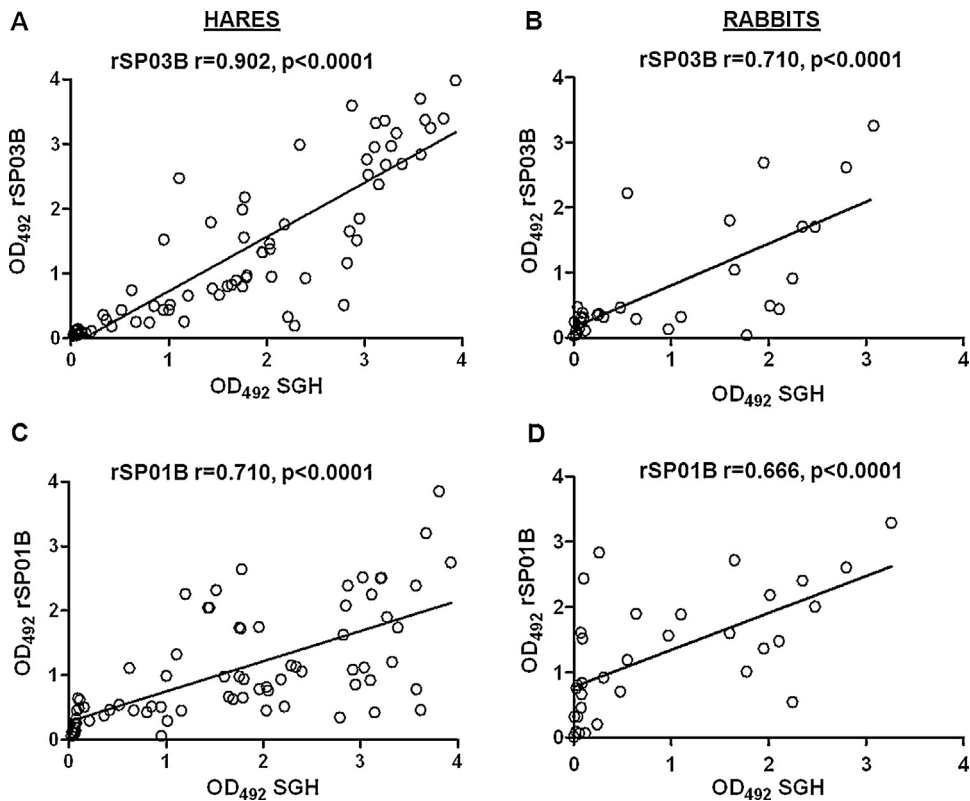 A HARES
rSP03B r=0.902, p<0.0001
4
3
2
1
0
OD492 rSP03B
0 1 2 3 4
OD492 SGH
B RABBITS
rSP03B r=0.710, p<0.0001
4
3
2
1
0
OD492 rSP03B
0 1 2 3 4
OD492 SGH
C
rSP01B r=0.710, p<0.0001
4
3
2
1
0
OD492 rSP01B
0 1 2 3 4
OD492 SGH
D
rSP01B r=0.666, p<0.0001
4
3
2
1
0
OD492 rSP01B
0 1 2 3 4
OD492 SGH